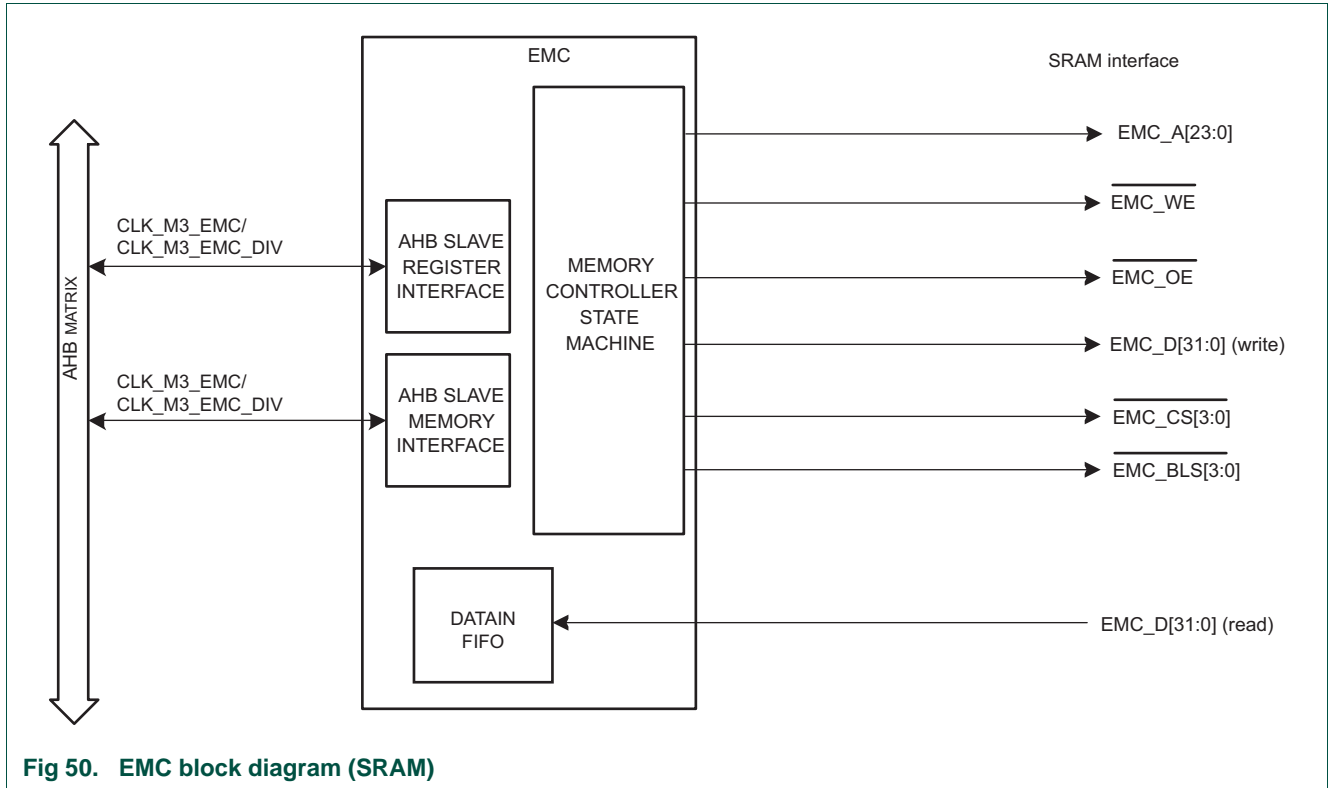 EMC
SRAM interface
AHB MATRIX
CLK_M3_EMC/
CLK_M3_EMC_DIV
CLK_M3_EMC/
CLK_M3_EMC_DIV
AHB SLAVE
REGISTER
INTERFACE
AHB SLAVE
MEMORY
INTERFACE
MEMORY
CONTROLLER
STATE
MACHINE
DATAIN
FIFO
EMC_A[23:0]
EMC_WE
EMC_OE
EMC_D[31:0] (write)
EMC_CS[3:0]
EMC_BLS[3:0]
EMC_D[31:0] (read)
Fig 50. EMC block diagram (SRAM)